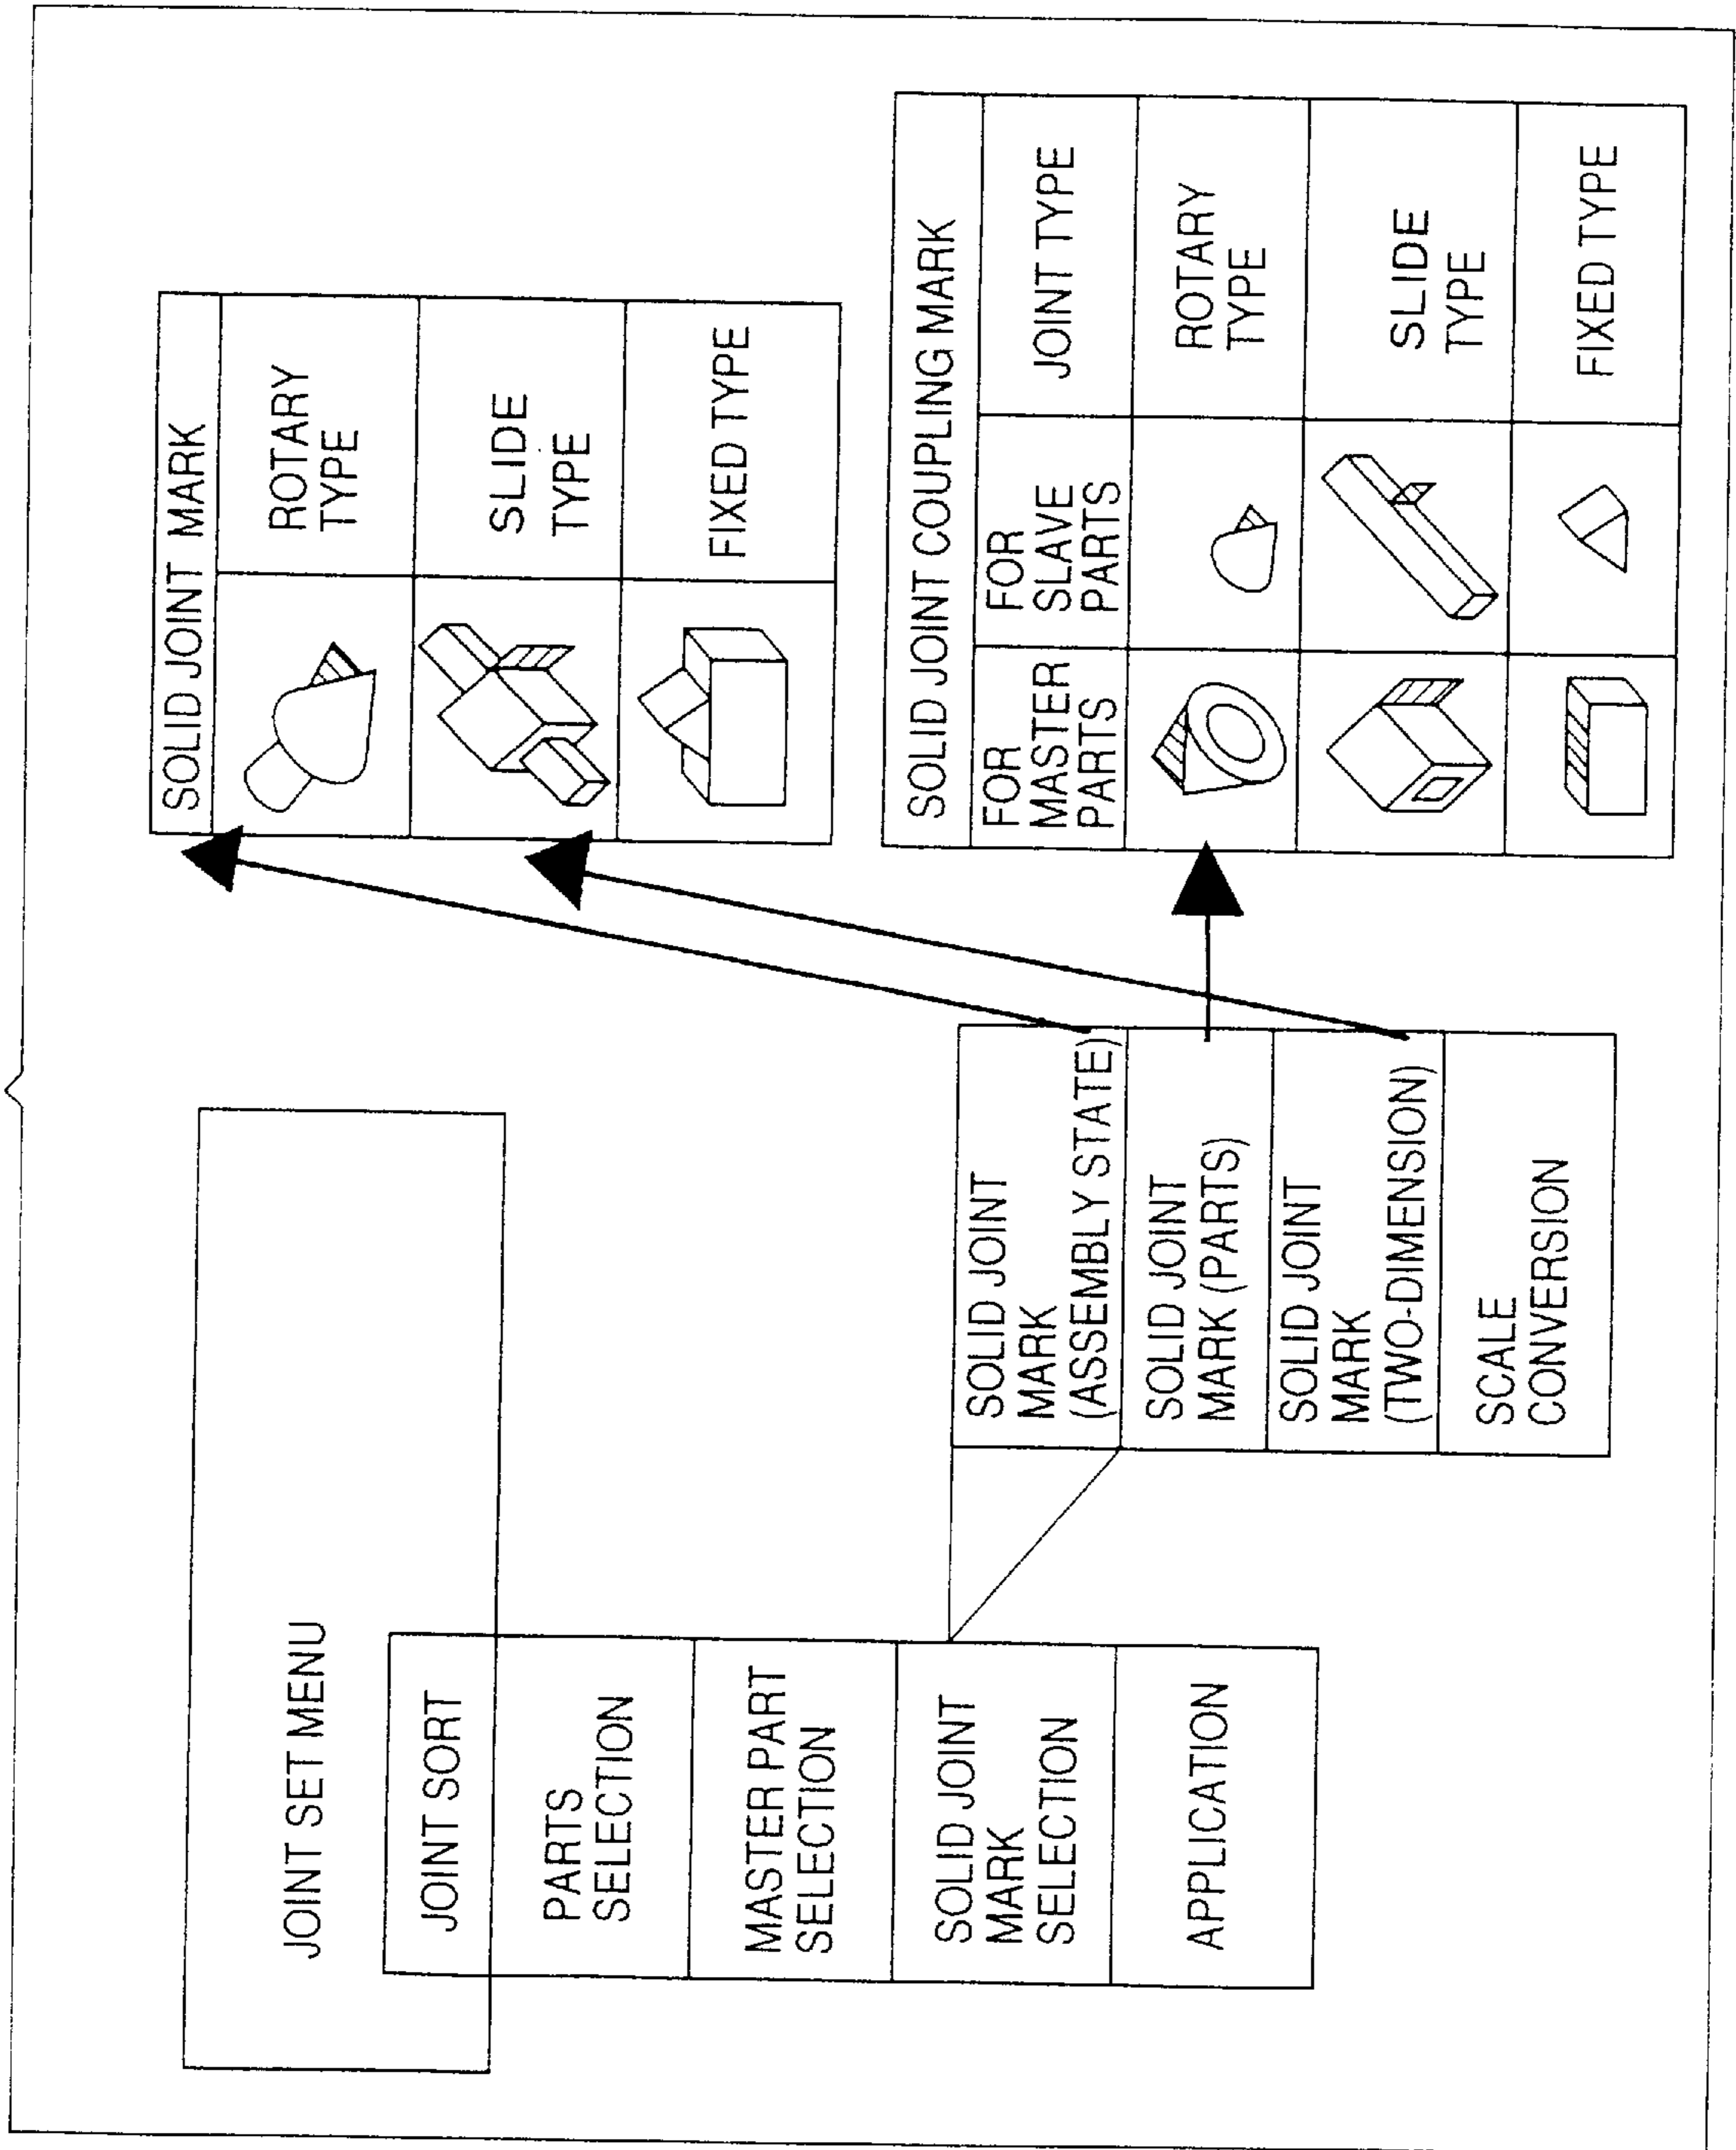 JOINT SET MENU
JOINT SORT
PARTS
SELECTION
MASTER PART
SELECTION
SOLID JOINT
MARK
SELECTION
APPLICATION
SOLID JOINT
MARK
(ASSEMBLY STATE)
SOLID JOINT
MARK (PARTS)
SOLID JOINT
MARK
(TWO-DIMENSION)
SCALE
CONVERSION
SOLID JOINT MARK
ROTARY
TYPE
SLIDE
TYPE
FIXED TYPE
SOLID JOINT COUPLING MARK
FOR
MASTER
PARTS
FOR
SLAVE
PARTS
JOINT TYPE
ROTARY
TYPE
SLIDE
TYPE
FIXED TYPE